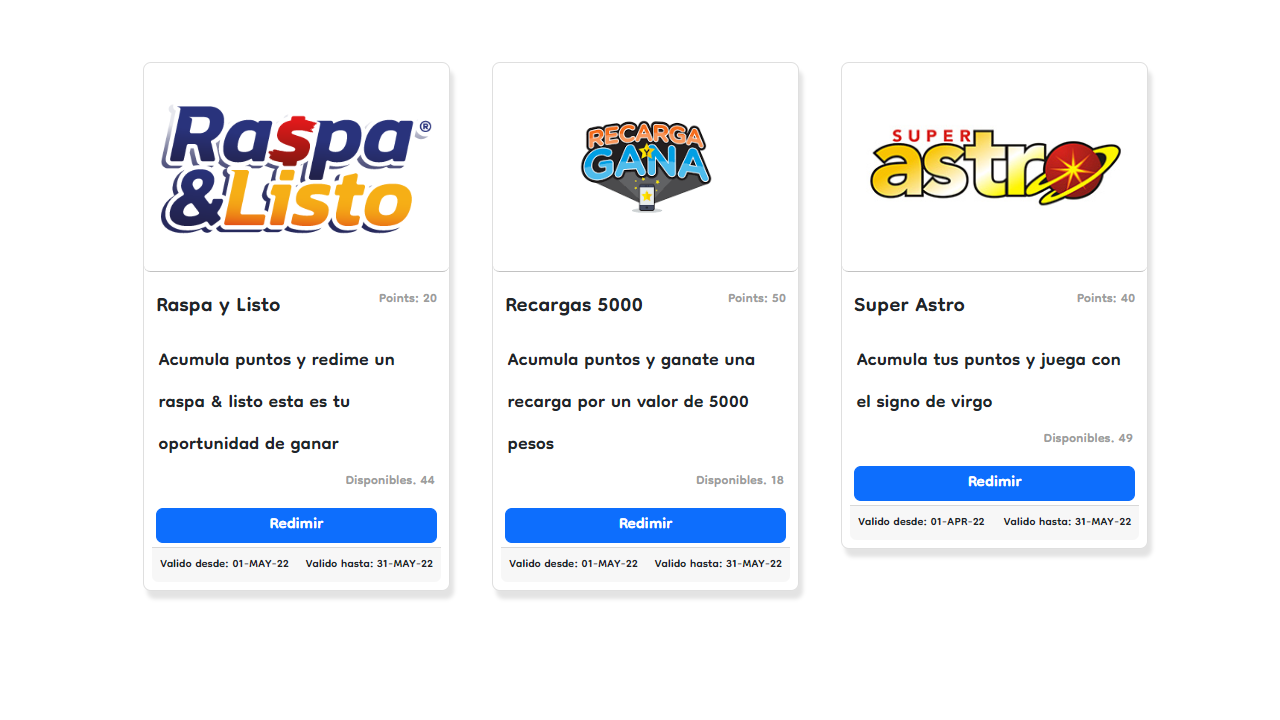 Raspa®
&Listo
Raspa y Listo
Points: 20
Acumula puntos y redime un
raspa & listo esta es tu
oportunidad de ganar
Disponibles. 44
Redimir
Valido desde: 01-MAY-22 Valido hasta: 31-MAY-22
RECARGA
Y
GANA
Recargas 5000
Points: 50
Acumula puntos y ganate una
recarga por un valor de 5000
pesos
Disponibles. 18
Redimir
Valido desde: 01-MAY-22 Valido hasta: 31-MAY-22
SUPER
astro
Super Astro
Points: 40
Acumula tus puntos y juega con
el signo de virgo
Disponibles. 49
Redimir
Valido desde: 01-APR-22 Valido hasta: 31-MAY-22